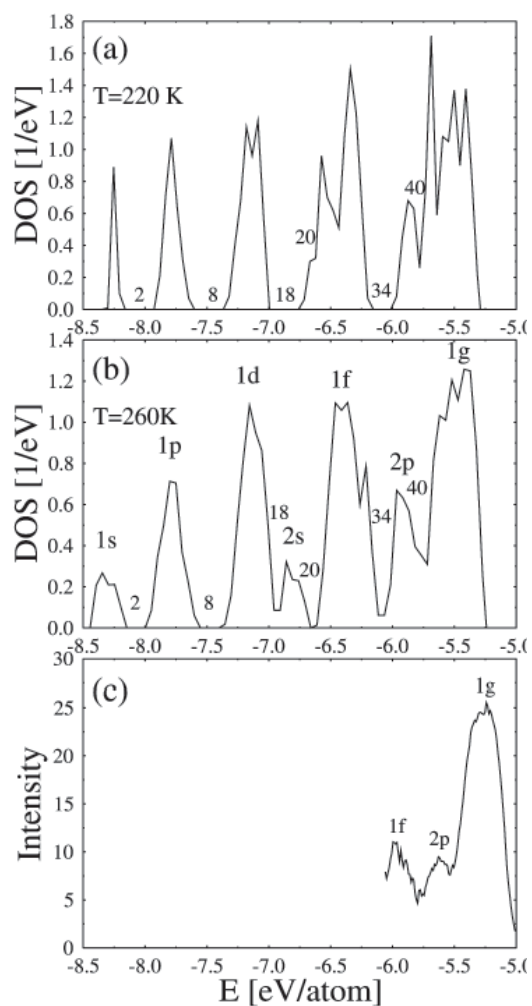 (a)
T=220 K
DOS [1/eV]
1.8
1.6
1.4
1.2
1.0
0.8
0.6
0.4
0.2
0.0
2
8
18
20
34
40
-8.5 -8.0 -7.5 -7.0 -6.5 -6.0 -5.5 -5.0
(b)
T=260K
DOS [1/eV]
1.4
1.2
1.0
0.8
0.6
0.4
0.2
0.0
1s
1p
1d
2s
1f
2p
1g
2
8
18
20
34
40
-8.5 -8.0 -7.5 -7.0 -6.5 -6.0 -5.5 -5.0
(c)
Intensity
30
25
20
15
10
5
0
1f
2p
1g
-8.5 -8.0 -7.5 -7.0 -6.5 -6.0 -5.5 -5.0
E [eV/atom]